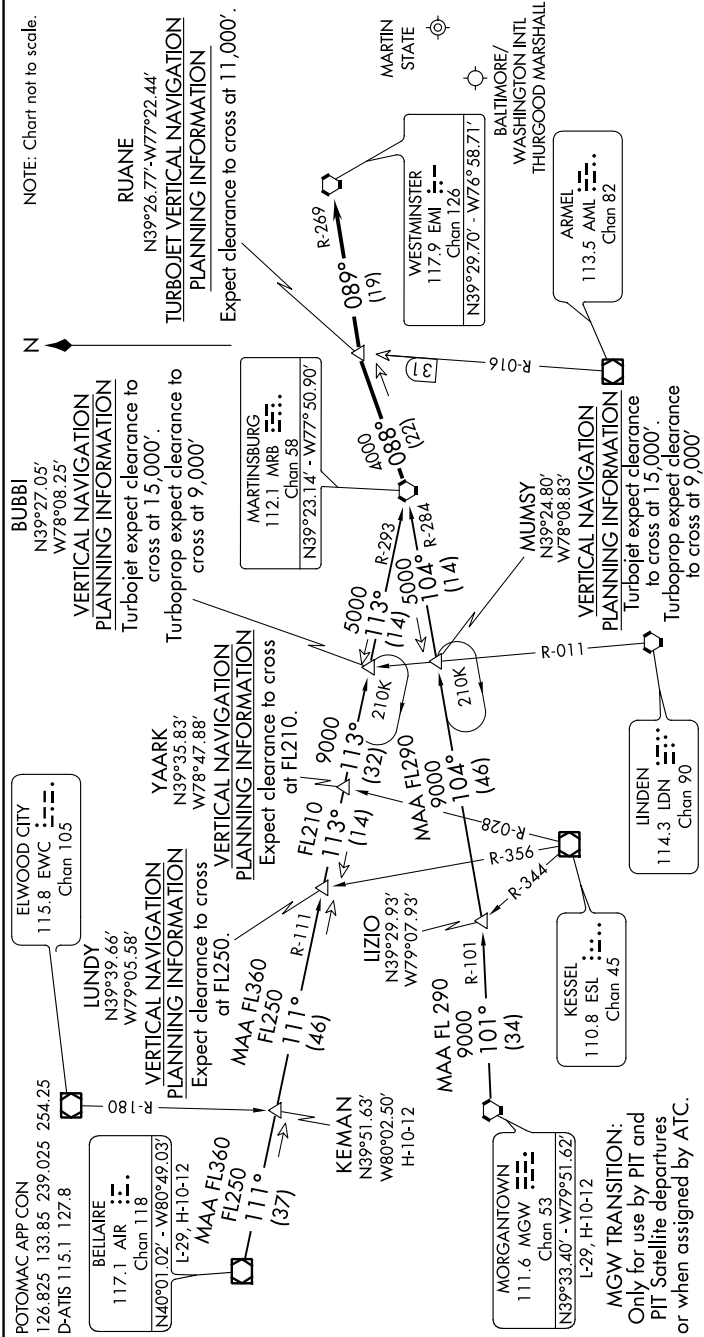 POTOMAC APP CON
126.825 133.85 239.025 254.25
D-ATIS 115.1 127.8
NOTE: Chart not to scale.
BELLAIRE
117.1 AIR
Chan 118
N40°01.02' - W80°49.03'
L-29, H-10-12
ELWOOD CITY
115.8 EWC
Chan 105
R-180
MAA FL360
FL250
111°
(37)
KEMAN
N39°51.63'
W80°02.50'
H-10-12
MAA FL360
FL250
111°
(46)
R-111
LUNDY
N39°39.66'
W79°05.58'
VERTICAL NAVIGATION
PLANNING INFORMATION
Expect clearance to cross
at FL250.
FL210
113°
(14)
YAARK
N39°35.83'
W78°47.88'
VERTICAL NAVIGATION
PLANNING INFORMATION
Expect clearance to cross
at FL210.
9000
113°
(32)
BUBBI
N39°27.05'
W78°08.25'
VERTICAL NAVIGATION
PLANNING INFORMATION
Turbojet expect clearance to
cross at 15,000'.
Turboprop expect clearance to
cross at 9,000'
210K
5000
113°
(14)
R-293
MORGANTOWN
111.6 MGW
Chan 53
N39°33.40' - W79°51.62'
L-29, H-10-12
MGW TRANSITION:
Only for use by PIT and
PIT Satellite departures
or when assigned by ATC.
MAA FL 290
9000
101°
(34)
R-101
LIZIO
N39°29.93'
W79°07.93'
MAA FL290
9000
104°
(46)
KESSEL
110.8 ESL
Chan 45
R-344
R-356
R-028
LINDEN
114.3 LDN
Chan 90
R-011
MUMSY
N39°24.80'
W78°08.83'
VERTICAL NAVIGATION
PLANNING INFORMATION
Turbojet expect clearance
to cross at 15,000'.
Turboprop expect clearance
to cross at 9,000'
210K
5000
104°
(14)
R-284
MARTINSBURG
112.1 MRB
Chan 58
N39°23.14' - W77°50.90'
4000
088°
(22)
N
RUANE
N39°26.77'-W77°22.44'
TURBOJET VERTICAL NAVIGATION
PLANNING INFORMATION
Expect clearance to cross at 11,000'.
31
R-016
ARMEL
113.5 AML
Chan 82
089°
(19)
R-269
WESTMINSTER
117.9 EMI
Chan 126
N39°29.70' - W76°58.71'
MARTIN
STATE
BALTIMORE/
WASHINGTON INTL
THURGOOD MARSHALL